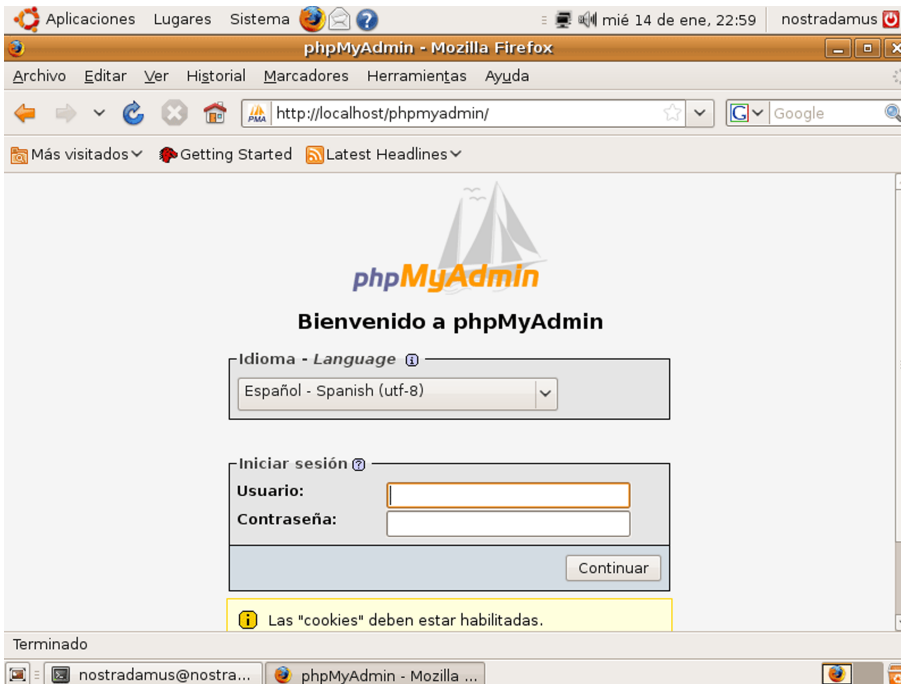 Aplicaciones Lugares Sistema mié 14 de ene, 22:59 nostradamus
phpMyAdmin - Mozilla Firefox
Archivo Editar Ver Historial Marcadores Herramientas Ayuda
PMA http://localhost/phpmyadmin/ G Google
Más visitados Getting Started Latest Headlines
phpMyAdmin
Bienvenido a phpMyAdmin
Idioma - Language
Español - Spanish (utf-8)
Iniciar sesión
Usuario:
Contraseña:
Continuar
Las "cookies" deben estar habilitadas.
Terminado
nostradamus@nostra... phpMyAdmin - Mozilla ...